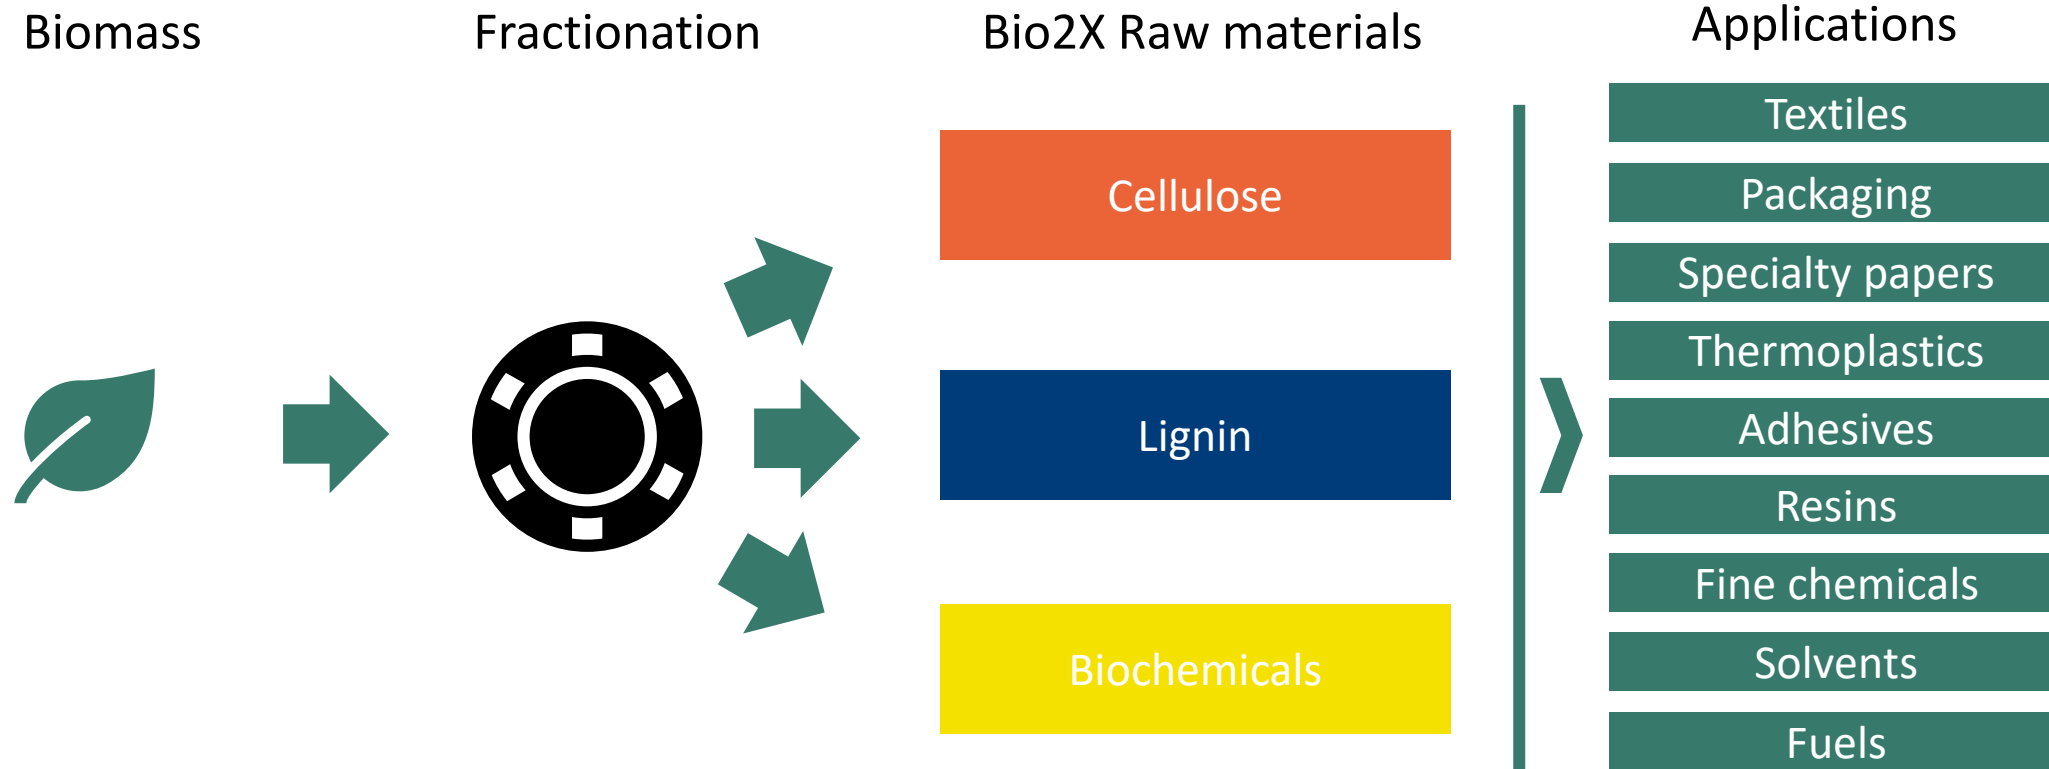 Biomass
Fractionation
Bio2X Raw materials
Applications
Cellulose
Lignin
Biochemicals
Textiles
Packaging
Specialty papers
Thermoplastics
Adhesives
Resins
Fine chemicals
Solvents
Fuels